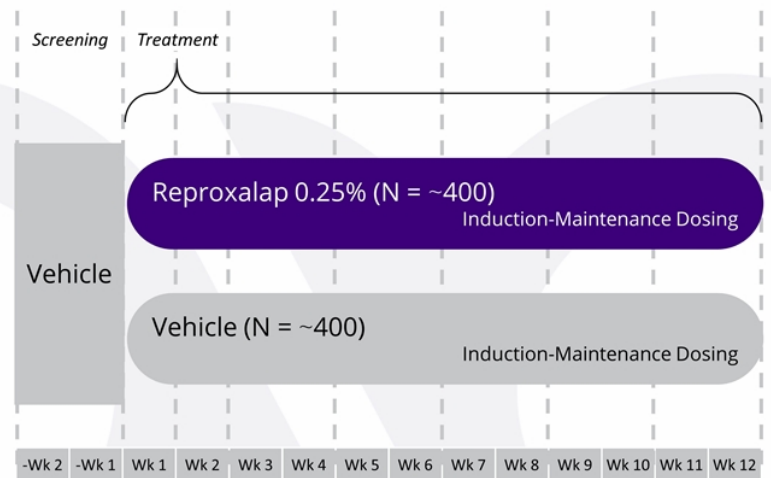 Screening
Treatment
Reproxalap 0.25% (N = ~400)
Induction-Maintenance Dosing
Vehicle
Vehicle (N = ~400)
Induction-Maintenance Dosing
-Wk 2 -Wk 1 Wk 1 Wk 2 Wk 3 Wk 4 Wk 5 Wk 6 Wk 7 Wk 8 Wk 9 Wk 10 Wk 11 Wk 12